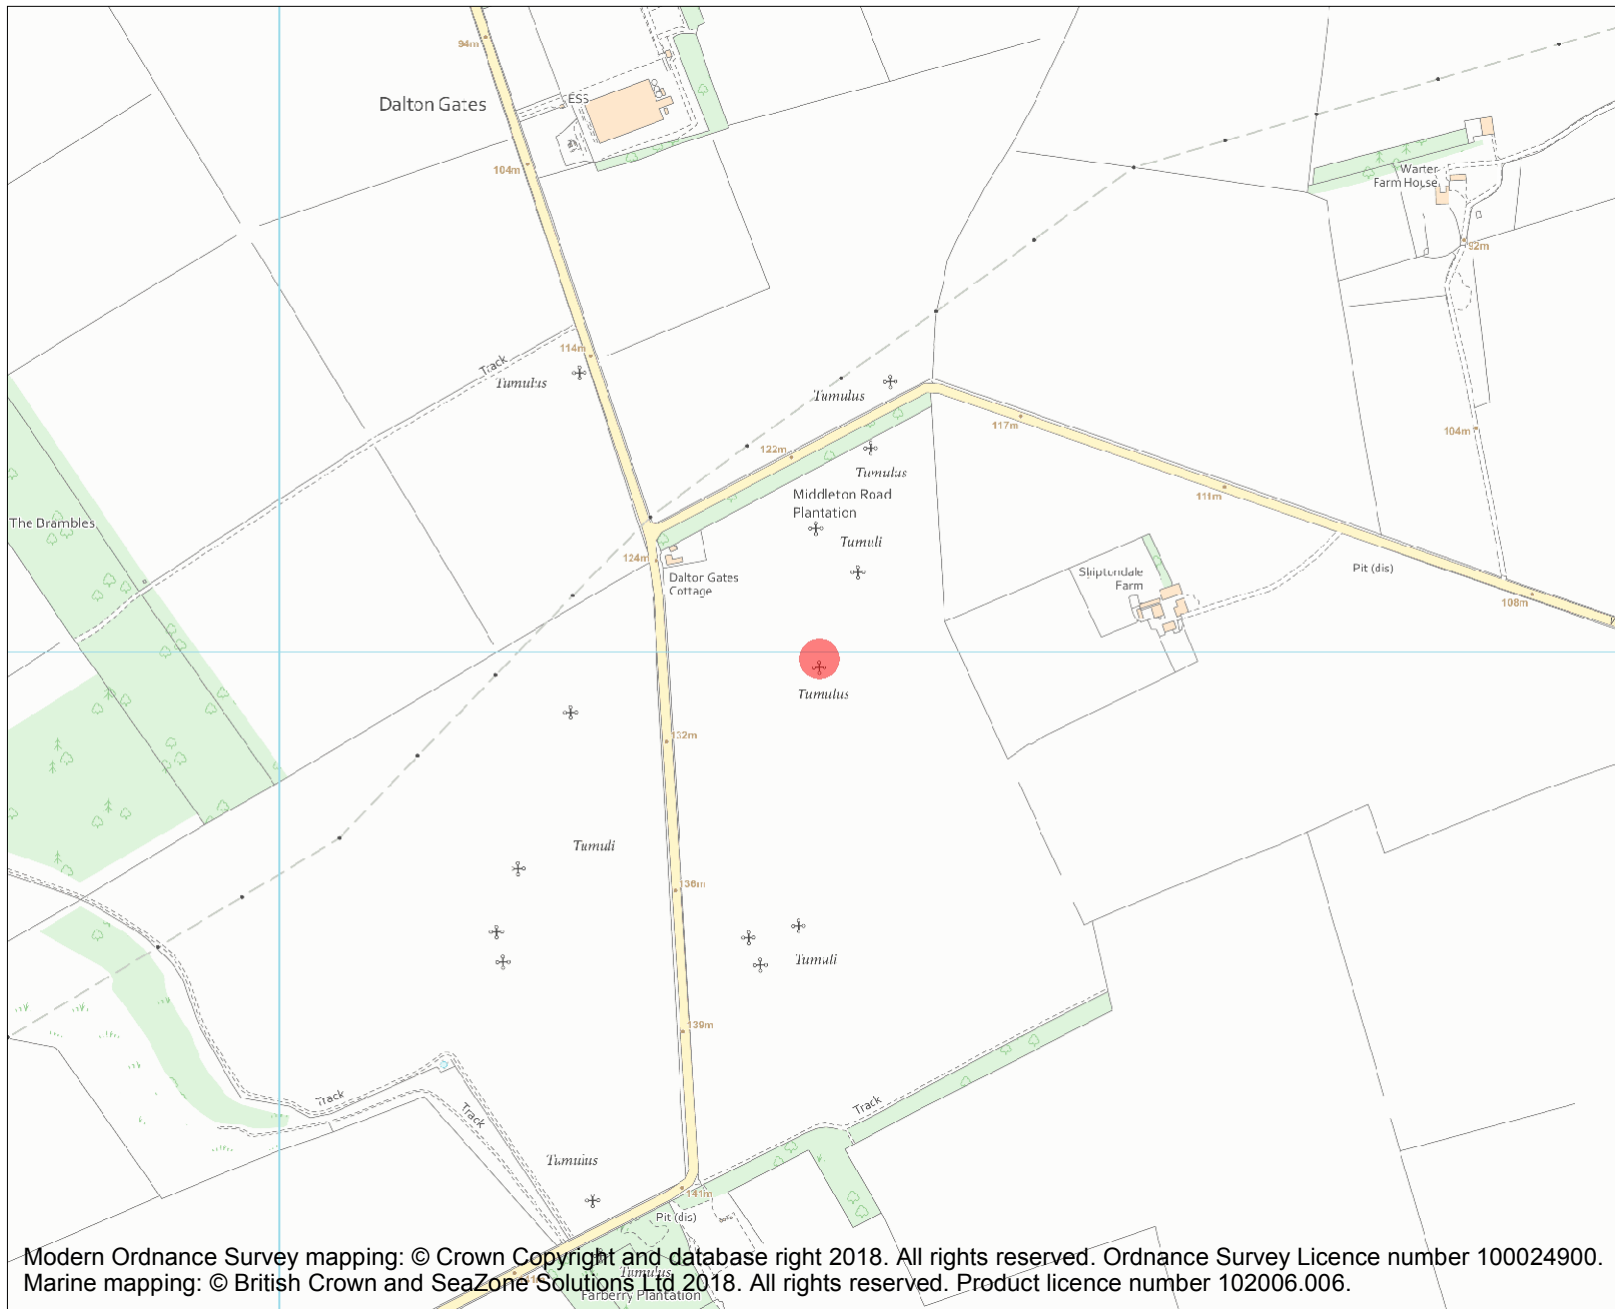 94m
Dalton Gates
ESS
104m
Warter
Farm House
92m
114m
Track
Tumulus
Tumulus
117m
104m
122m
Tumulus
111m
Middleton Road
Plantation
The Drambles
Tumuli
124m
Dalton Gates
Cottage
Shiptondale
Farm
Pit (dis)
108m
Tumulus
132m
Tumuli
136m
Tumuli
139m
Track
Track
Track
Tumulus
141m
Pit (dis)
Modern Ordnance Survey mapping: © Crown Copyright and database right 2018. All rights reserved. Ordnance Survey Licence number 100024900.
Tumulus
Marine mapping: © British Crown and SeaZone Solutions Ltd 2018. All rights reserved. Product licence number 102006.006.
Farberry Plantation